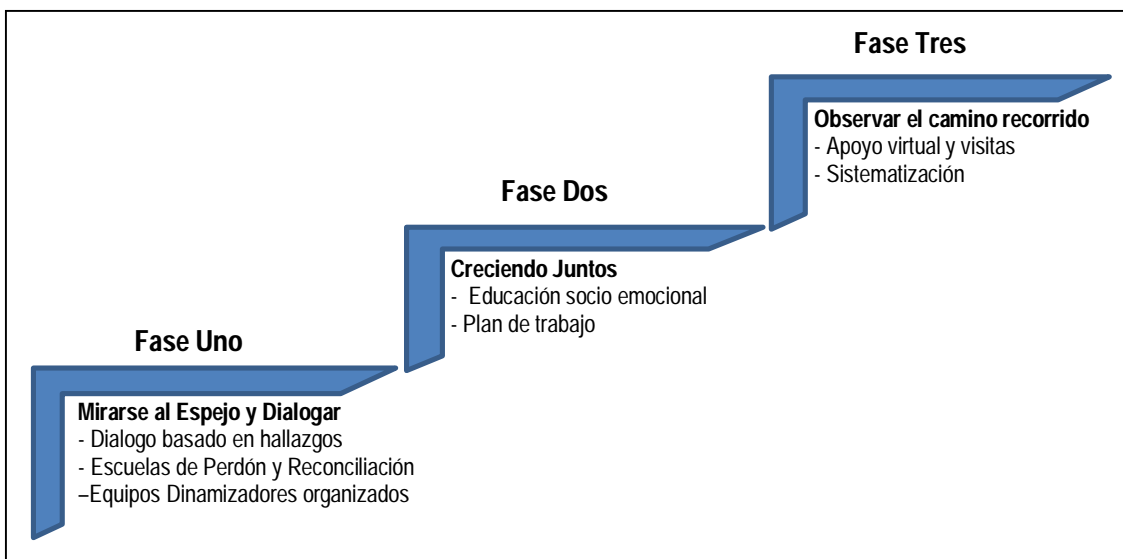 Fase Uno
Mirarse al Espejo y Dialogar
- Dialogo basado en hallazgos
- Escuelas de Perdón y Reconciliación
–Equipos Dinamizadores organizados
Fase Dos
Creciendo Juntos
- Educación socio emocional
- Plan de trabajo
Fase Tres
Observar el camino recorrido
- Apoyo virtual y visitas
- Sistematización